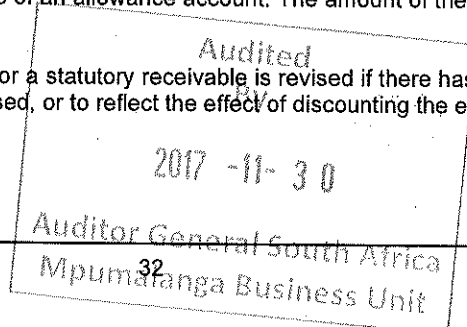 of an allowance account. The amount of the
Audited
or a statutory receivable is revised if there has
By
sed, or to reflect the effect of discounting the e
2017 -11- 30
Auditor General South Africa
32
Mpumalanga Business Unit